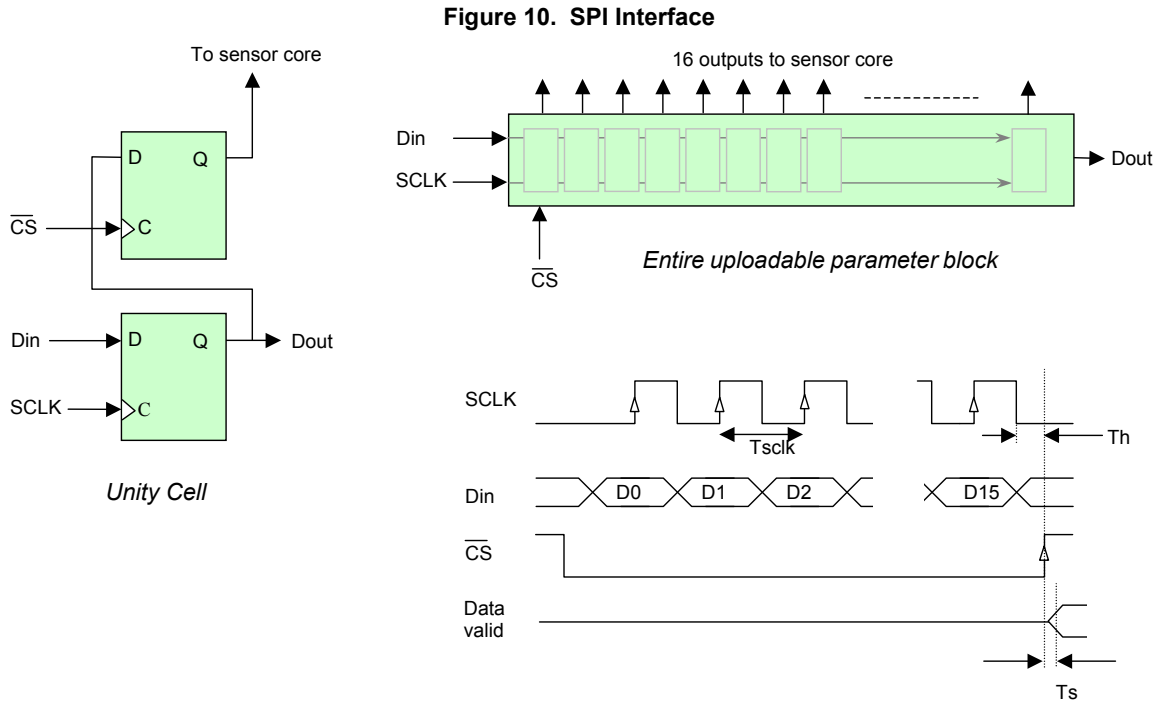 Figure 10. SPI Interface
To sensor core
D Q
CS
C
Din
D Q
Dout
SCLK
C
Unity Cell
16 outputs to sensor core
Din
SCLK
Dout
CS
Entire uploadable parameter block
SCLK
Tsclk
Th
Din
D0 D1 D2 D15
CS
Data
valid
Ts